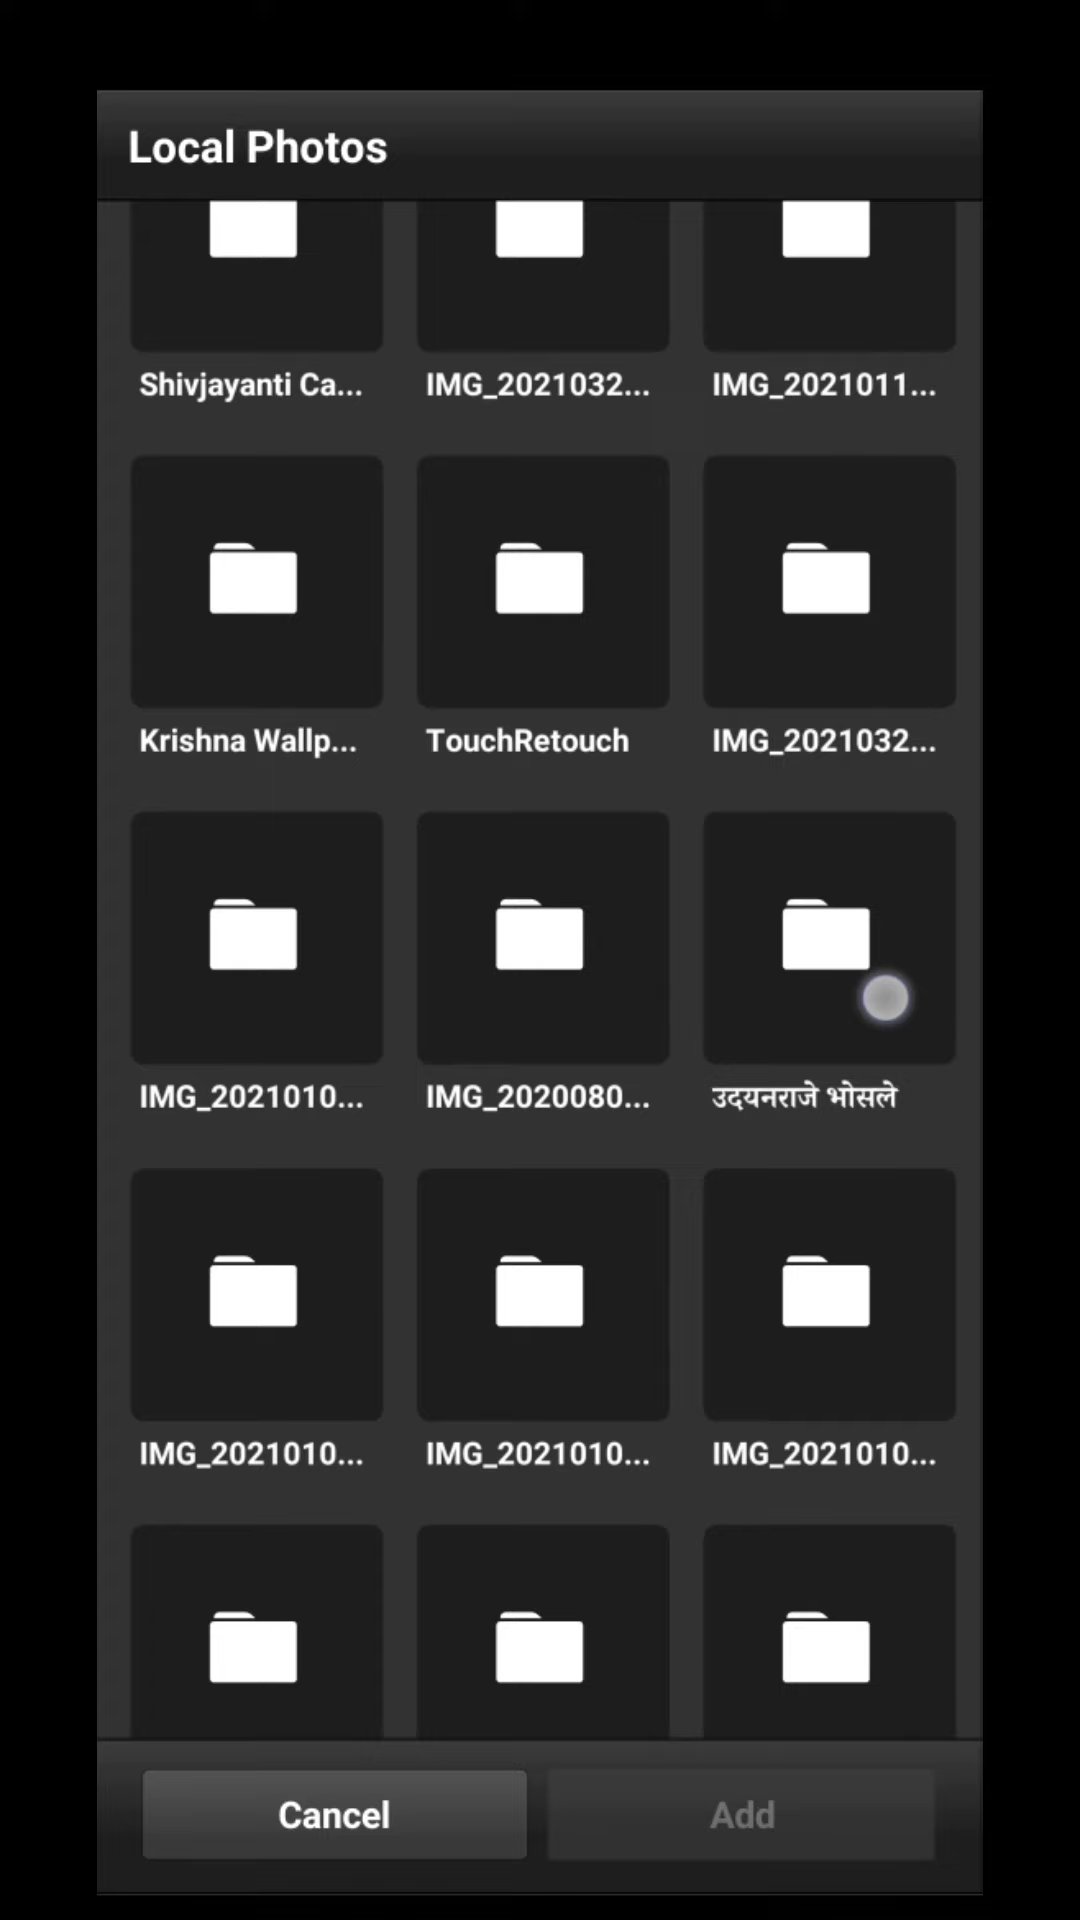 Local Photos
Shivjayanti Ca...
IMG_2021032...
IMG_2021011...
Krishna Wallp...
TouchRetouch
IMG_2021032...
IMG_2021010...
IMG_2020080...
उदयनराजे भोसले
IMG_2021010...
IMG_2021010...
IMG_2021010...
Cancel
Add